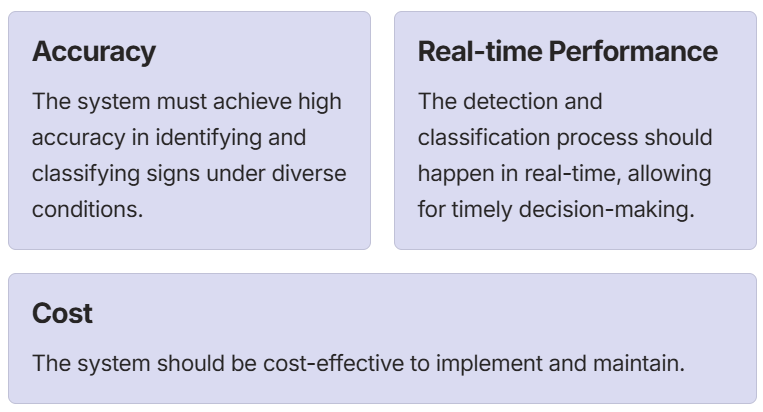 Accuracy
The system must achieve high
accuracy in identifying and
classifying signs under diverse
conditions.
Real-time Performance
The detection and
classification process should
happen in real-time, allowing
for timely decision-making.
Cost
The system should be cost-effective to implement and maintain.